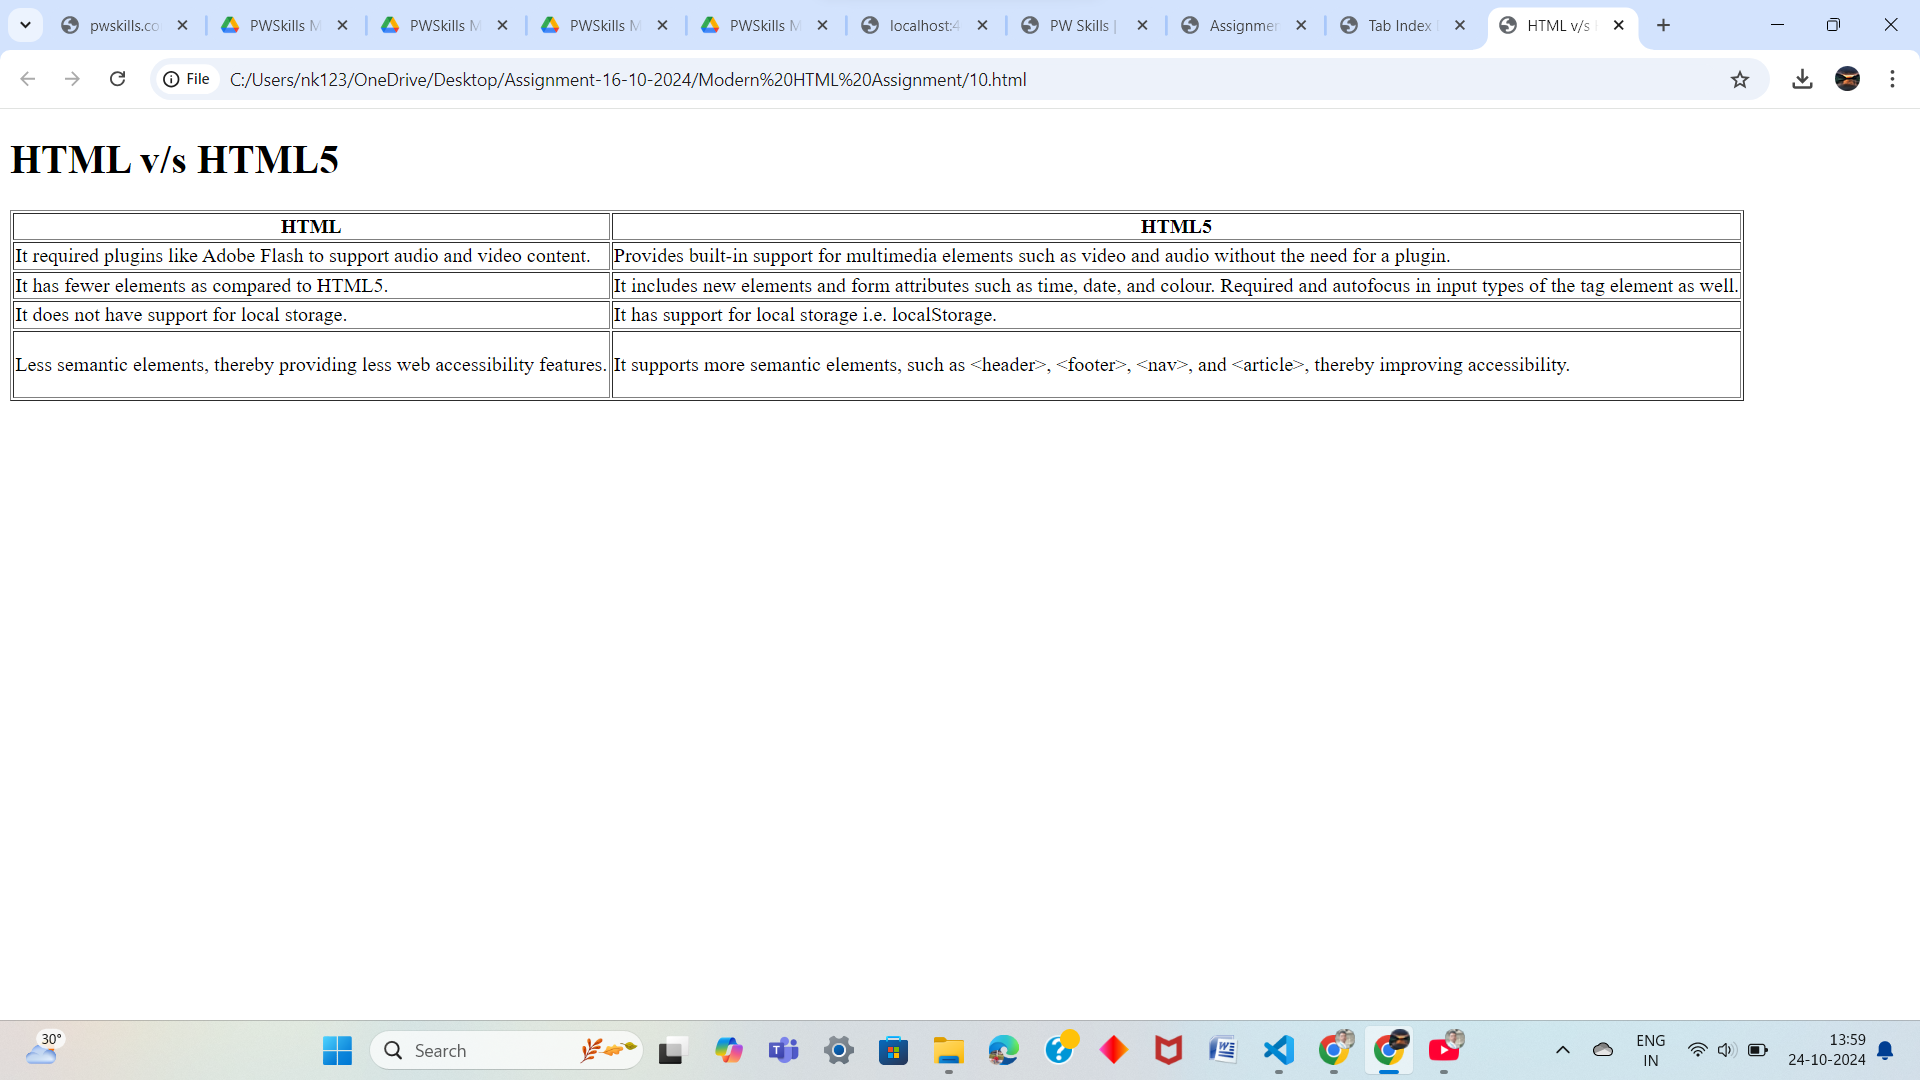 pwskills.co
PWSkills M
PWSkills M
PWSkills M
PWSkills M
localhost:4
PW Skills |
Assignmen
Tab Index
HTML v/s
File
C:/Users/nk123/OneDrive/Desktop/Assignment-16-10-2024/Modern%20HTML%20Assignment/10.html
HTML v/s HTML5
HTML HTML5
It required plugins like Adobe Flash to support audio and video content. Provides built-in support for multimedia elements such as video and audio without the need for a plugin.
It has fewer elements as compared to HTML5. It includes new elements and form attributes such as time, date, and colour. Required and autofocus in input types of the tag element as well.
It does not have support for local storage. It has support for local storage i.e. localStorage.
Less semantic elements, thereby providing less web accessibility features. It supports more semantic elements, such as <header>, <footer>, <nav>, and <article>, thereby improving accessibility.
30°
Search
ENG
IN
13:59
24-10-2024